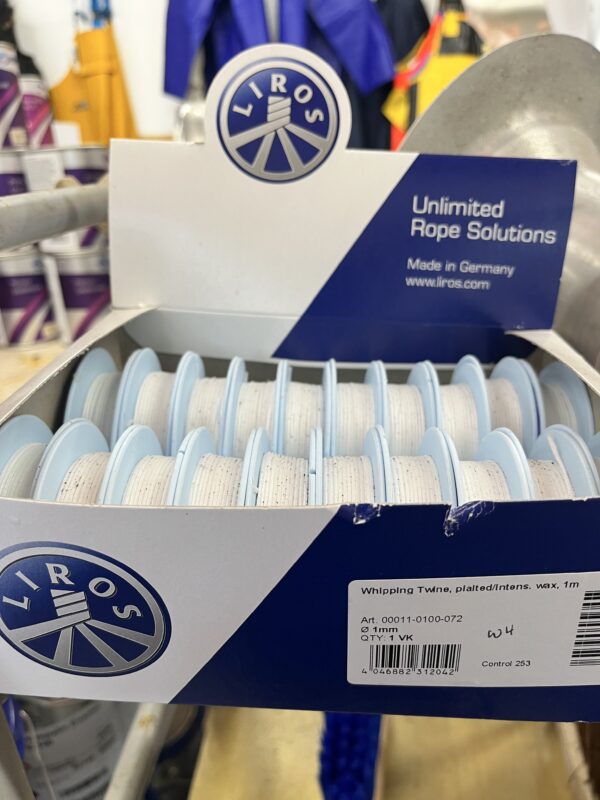 LIROS
Unlimited
Rope Solutions
Made in Germany
www.liros.com
LIROS
Whipping Twine, plaited/intens. wax, 1m
Art. 00011-0100-072
Ø 1mm
QTY: 1 VK
WH
4 046882 312042
Control 253